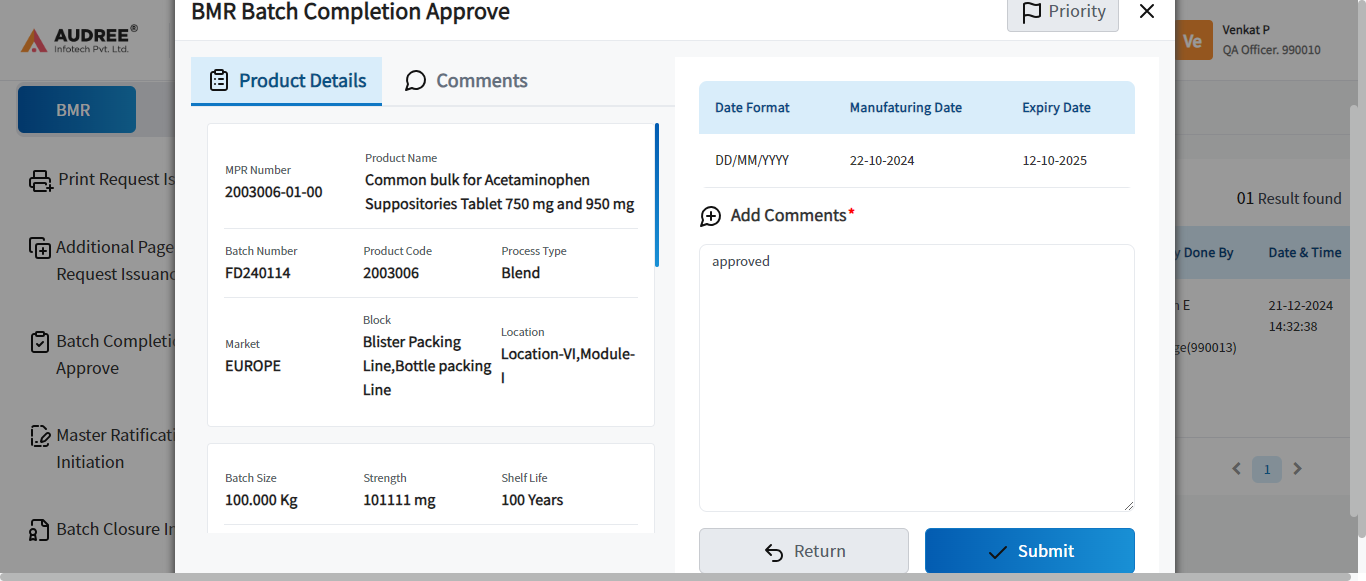 AUDREE®
Infotech Pvt. Ltd.
BMR
Print Request Is
Additional Page
Request Issuanc
Batch Completi
Approve
Master Ratificati
Initiation
Batch Closure In
BMR Batch Completion Approve
Priority
Product Details
Comments
MPR Number
2003006-01-00
Product Name
Common bulk for Acetaminophen
Suppositories Tablet 750 mg and 950 mg
Batch Number
FD240114
Product Code
2003006
Process Type
Blend
Market
EUROPE
Block
Blister Packing
Line,Bottle packing
Line
Location
Location-VI,Module-
I
Batch Size
100.000 Kg
Strength
101111 mg
Shelf Life
100 Years
Date Format
Manufaturing Date
Expiry Date
DD/MM/YYYY
22-10-2024
12-10-2025
Add Comments*
approved
Return
Submit
Ve
Venkat P
QA Officer. 990010
01 Result found
y Done By
Date & Time
n E
ge(990013)
21-12-2024
14:32:38
1